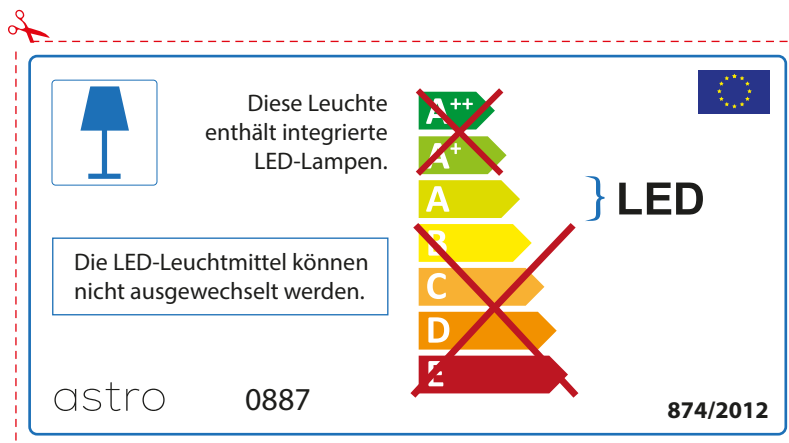 Diese Leuchte
enthält integrierte
LED-Lampen.
Die LED-Leuchtmittel können
nicht ausgewechselt werden.
A++
A+
A
B
C
D
E
LED
astro
0887
874/2012